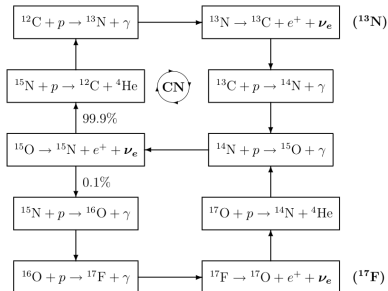 ¹²C + p → ¹³N + γ
¹³N → ¹³C + e⁺ + νₑ
(¹³N)
¹⁵N + p → ¹²C + ⁴He
CN
¹³C + p → ¹⁴N + γ
99.9%
¹⁵O → ¹⁵N + e⁺ + νₑ
¹⁴N + p → ¹⁵O + γ
0.1%
¹⁵N + p → ¹⁶O + γ
¹⁷O + p → ¹⁴N + ⁴He
¹⁶O + p → ¹⁷F + γ
¹⁷F → ¹⁷O + e⁺ + νₑ
(¹⁷F)